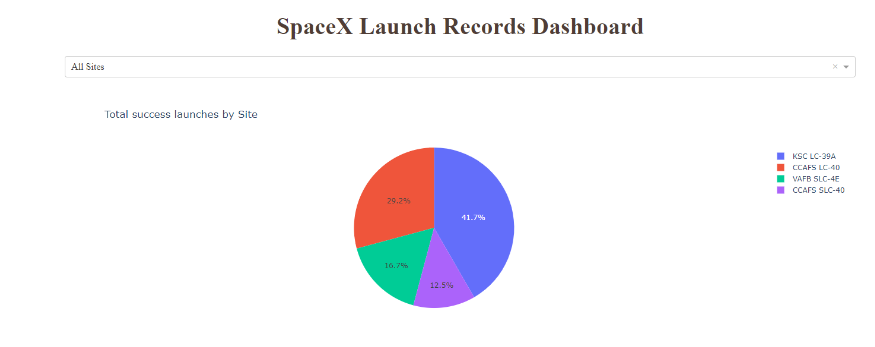 SpaceX Launch Records Dashboard
All Sites
Total success launches by Site
KSC LC-39A
CCAFS LC-40
VAFB SLC-4E
CCAFS SLC-40
29.2%
41.7%
16.7%
12.5%